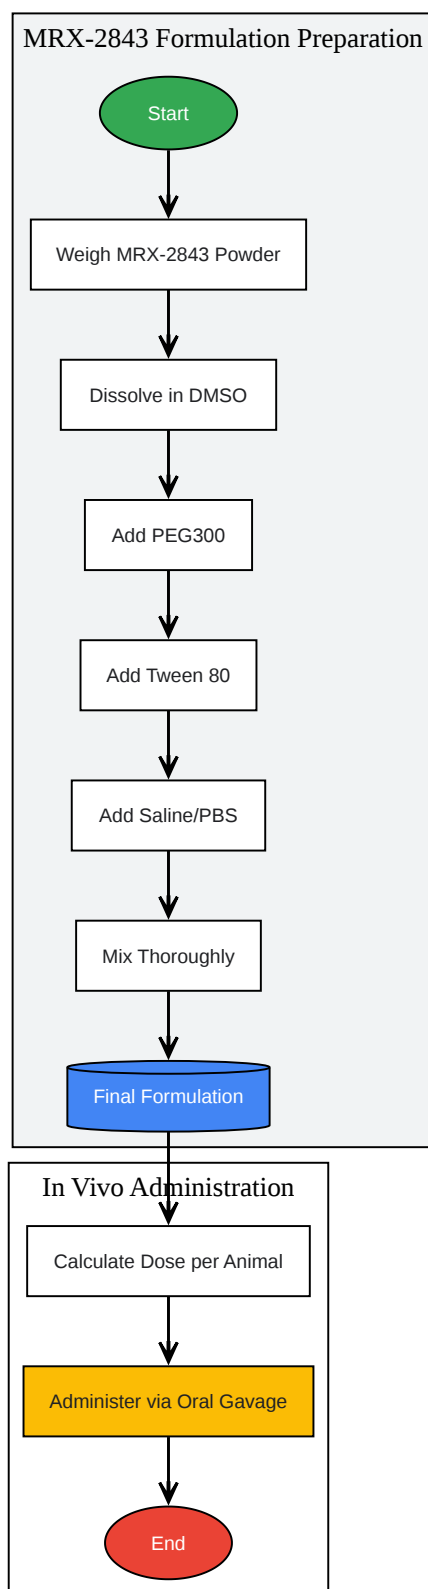 MRX-2843 Formulation Preparation
Start
Weigh MRX-2843 Powder
Dissolve in DMSO
Add PEG300
Add Tween 80
Add Saline/PBS
Mix Thoroughly
Final Formulation
In Vivo Administration
Calculate Dose per Animal
Administer via Oral Gavage
End